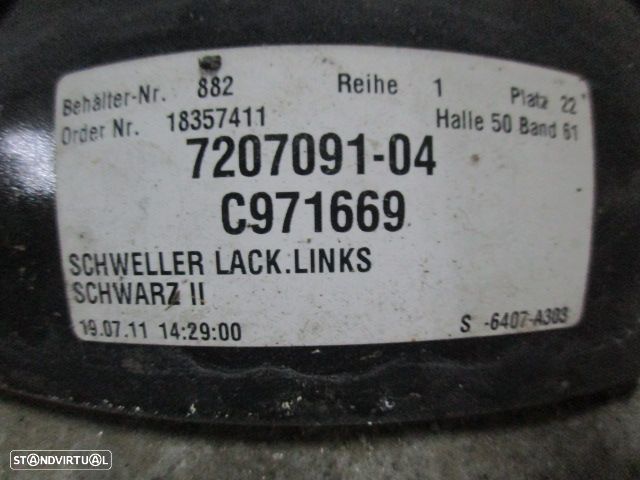 Behälter-Nr. 882 Reihe 1 Platz 22
Order Nr. 18357411 Halle 50 Band 61
7207091-04
C971669
SCHWELLER LACK.LINKS
SCHWARZ II
19.07.11 14:29:00 S -6407-A303
STANDVIRTUAL